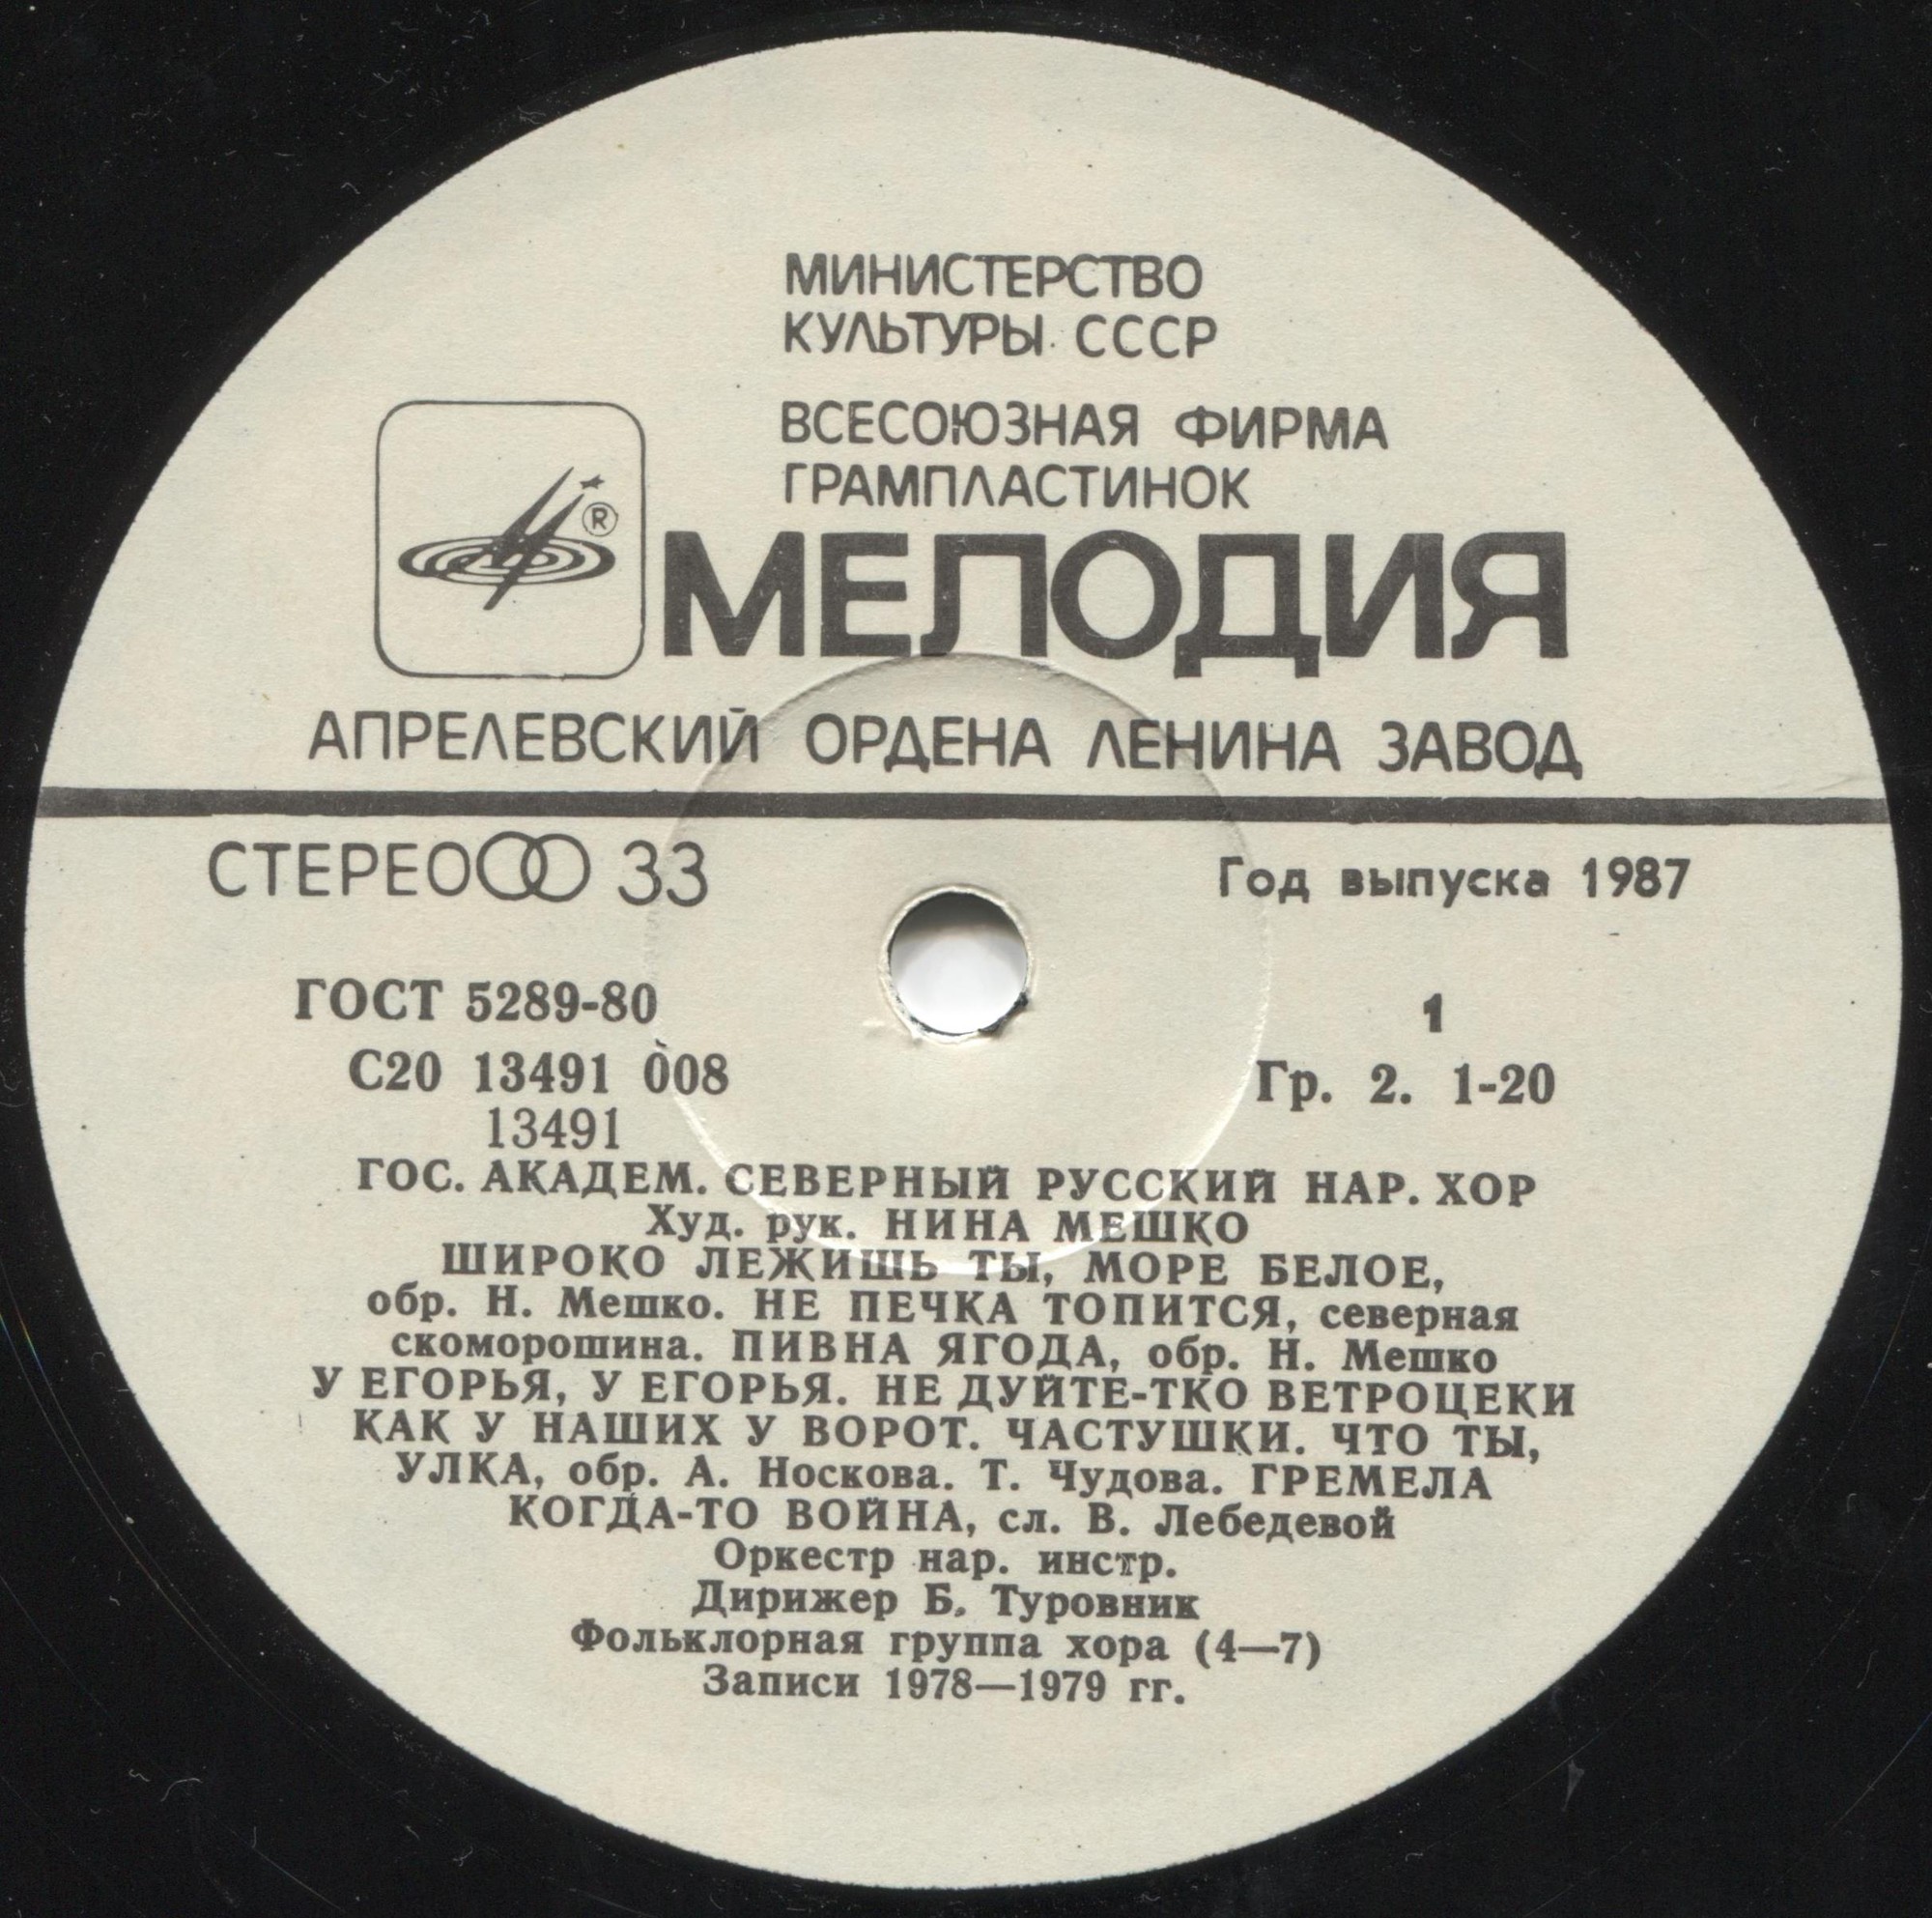 МИНИСТЕРСТВО
КУЛЬТУРЫ СССР
ВСЕСОЮЗНАЯ ФИРМА
ГРАМПЛАСТИНОК
®
МЕЛОДИЯ
АПРЕЛЕВСКИЙ ОРДЕНА ЛЕНИНА ЗАВОД
СТЕРЕО 33
Год выпуска 1987
ГОСТ 5289-80
1
С20 13491 008
Гр. 2. 1-20
13491
ГОС. АКАДЕМ. СЕВЕРНЫЙ РУССКИЙ НАР. ХОР
Худ. рук. НИНА МЕШКО
ШИРОКО ЛЕЖИШЬ ТЫ, МОРЕ БЕЛОЕ,
обр. Н. Мешко. НЕ ПЕЧКА ТОПИТСЯ, северная
скоморошина. ПИВНА ЯГОДА, обр. Н. Мешко
У ЕГОРЬЯ, У ЕГОРЬЯ. НЕ ДУЙТЕ-ТКО ВЕТРОЦЕКИ
КАК У НАШИХ У ВОРОТ. ЧАСТУШКИ. ЧТО ТЫ,
УЛКА, обр. А. Носкова. Т. Чудова. ГРЕМЕЛА
КОГДА-ТО ВОЙНА, сл. В. Лебедевой
Оркестр нар. инстр.
Дирижер Б. Туровник
Фольклорная группа хора (4—7)
Записи 1978—1979 гг.